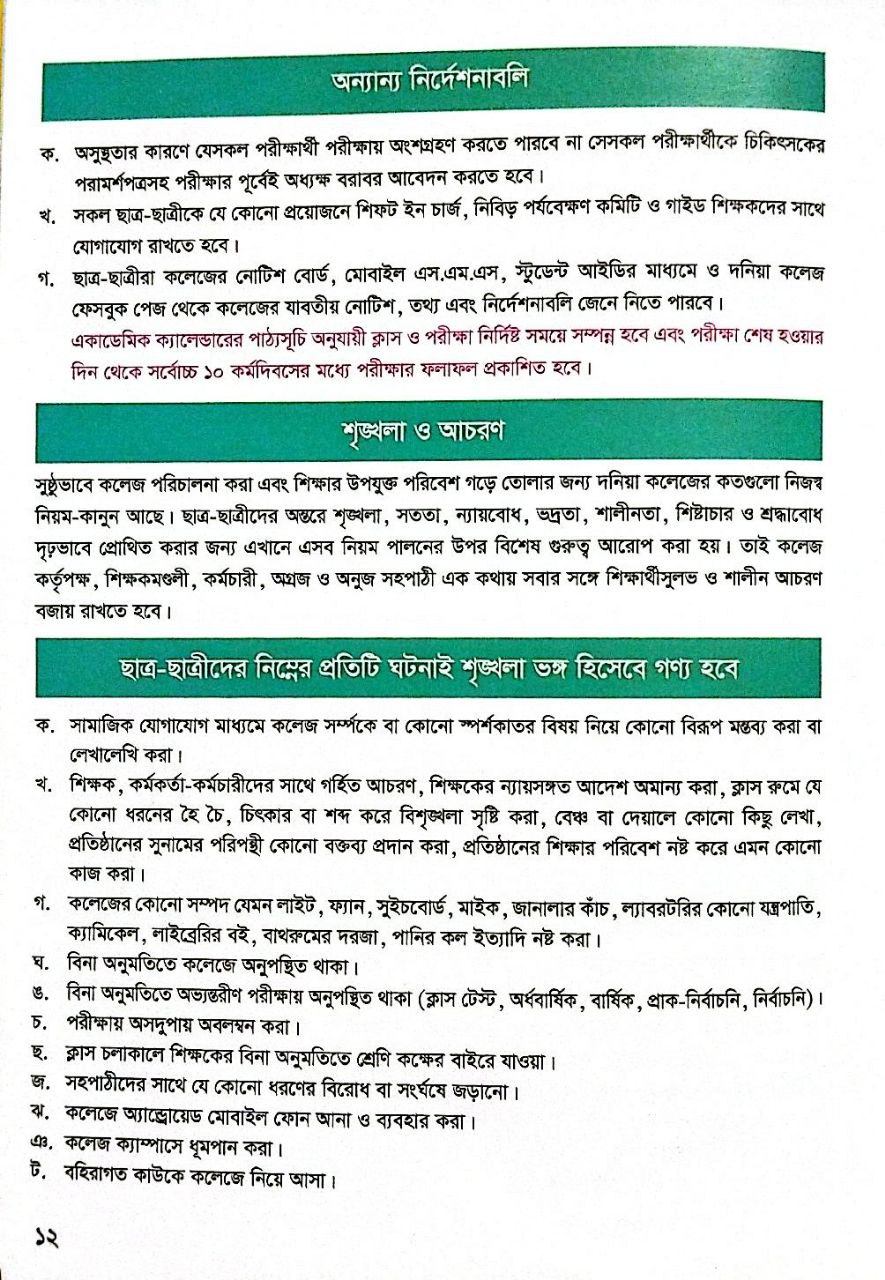 অন্যান্য নির্দেশনাবলি
ক. অসুস্থতার কারণে যেসকল পরীক্ষার্থী পরীক্ষায় অংশগ্রহণ করতে পারবে না সেসকল পরীক্ষার্থীকে চিকিৎসকের
পরামর্শপত্রসহ পরীক্ষার পূর্বেই অধ্যক্ষ বরাবর আবেদন করতে হবে।
খ. সকল ছাত্র-ছাত্রীকে যে কোনো প্রয়োজনে শিফট ইন চার্জ, নিবিড় পর্যবেক্ষণ কমিটি ও গাইড শিক্ষকদের সাথে
যোগাযোগ রাখতে হবে।
গ. ছাত্র-ছাত্রীরা কলেজের নোটিশ বোর্ড, মোবাইল এস.এম.এস, স্টুডেন্ট আইডির মাধ্যমে ও দনিয়া কলেজ
ফেসবুক পেজ থেকে কলেজের যাবতীয় নোটিশ, তথ্য এবং নির্দেশনাবলি জেনে নিতে পারবে।
একাডেমিক ক্যালেন্ডারের পাঠ্যসূচি অনুযায়ী ক্লাস ও পরীক্ষা নির্দিষ্ট সময়ে সম্পন্ন হবে এবং পরীক্ষা শেষ হওয়ার
দিন থেকে সর্বোচ্চ ১০ কর্মদিবসের মধ্যে পরীক্ষার ফলাফল প্রকাশিত হবে।
শৃঙ্খলা ও আচরণ
সুষ্ঠুভাবে কলেজ পরিচালনা করা এবং শিক্ষার উপযুক্ত পরিবেশ গড়ে তোলার জন্য দনিয়া কলেজের কতগুলো নিজস্ব
নিয়ম-কানুন আছে। ছাত্র-ছাত্রীদের অন্তরে শৃঙ্খলা, সততা, ন্যায়বোধ, ভদ্রতা, শালীনতা, শিষ্টাচার ও শ্রদ্ধাবোধ
দৃঢ়ভাবে প্রোথিত করার জন্য এখানে এসব নিয়ম পালনের উপর বিশেষ গুরুত্ব আরোপ করা হয়। তাই কলেজ
কর্তৃপক্ষ, শিক্ষকমণ্ডলী, কর্মচারী, অগ্রজ ও অনুজ সহপাঠী এক কথায় সবার সঙ্গে শিক্ষার্থীসুলভ ও শালীন আচরণ
বজায় রাখতে হবে।
ছাত্র-ছাত্রীদের নিম্নের প্রতিটি ঘটনাই শৃঙ্খলা ভঙ্গ হিসেবে গণ্য হবে
ক. সামাজিক যোগাযোগ মাধ্যমে কলেজ সর্ম্পকে বা কোনো স্পর্শকাতর বিষয় নিয়ে কোনো বিরূপ মন্তব্য করা বা
লেখালেখি করা।
খ. শিক্ষক, কর্মকর্তা-কর্মচারীদের সাথে গর্হিত আচরণ, শিক্ষকের ন্যায়সঙ্গত আদেশ অমান্য করা, ক্লাস রুমে যে
কোনো ধরনের হৈ চৈ, চিৎকার বা শব্দ করে বিশৃঙ্খলা সৃষ্টি করা, বেঞ্চ বা দেয়ালে কোনো কিছু লেখা,
প্রতিষ্ঠানের সুনামের পরিপন্থী কোনো বক্তব্য প্রদান করা, প্রতিষ্ঠানের শিক্ষার পরিবেশ নষ্ট করে এমন কোনো
কাজ করা।
গ. কলেজের কোনো সম্পদ যেমন লাইট, ফ্যান, সুইচবোর্ড, মাইক, জানালার কাঁচ, ল্যাবরটরির কোনো যন্ত্রপাতি,
ক্যামিকেল, লাইব্রেরির বই, বাথরুমের দরজা, পানির কল ইত্যাদি নষ্ট করা।
ঘ. বিনা অনুমতিতে কলেজে অনুপস্থিত থাকা।
ঙ. বিনা অনুমতিতে অভ্যন্তরীণ পরীক্ষায় অনুপস্থিত থাকা (ক্লাস টেস্ট, অর্ধবার্ষিক, বার্ষিক, প্রাক-নির্বাচনি, নির্বাচনি)।
চ. পরীক্ষায় অসদুপায় অবলম্বন করা।
ছ. ক্লাস চলাকালে শিক্ষকের বিনা অনুমতিতে শ্রেণি কক্ষের বাইরে যাওয়া।
জ. সহপাঠীদের সাথে যে কোনো ধরণের বিরোধ বা সংর্ঘষে জড়ানো।
ঝ. কলেজে অ্যান্ড্রোয়েড মোবাইল ফোন আনা ও ব্যবহার করা।
ঞ. কলেজ ক্যাম্পাসে ধূমপান করা।
ট. বহিরাগত কাউকে কলেজে নিয়ে আসা।
১২